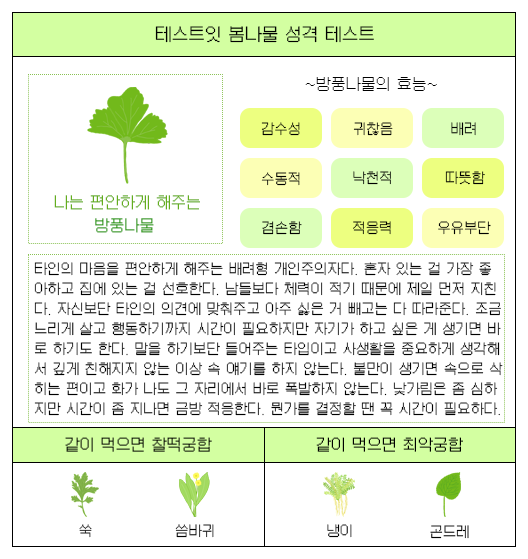 테스트잇 봄나물 성격 테스트
나는 편안하게 해주는
방풍나물
~방풍나물의 효능~
감수성 귀찮음 배려
수동적 낙천적 따뜻함
겸손함 적응력 우유부단
타인의 마음을 편안하게 해주는 배려형 개인주의자다. 혼자 있는 걸 가장 좋
아하고 집에 있는 걸 선호한다. 남들보다 체력이 적기 때문에 제일 먼저 지친
다. 자신보단 타인의 의견에 맞춰주고 아주 싫은 거 빼고는 다 따라준다. 조금
느리게 살고 행동하기까지 시간이 필요하지만 자기가 하고 싶은 게 생기면 바
로 하기도 한다. 말을 하기보단 들어주는 타입이고 사생활을 중요하게 생각해
서 깊게 친해지지 않는 이상 속 얘기를 하지 않는다. 불만이 생기면 속으로 삭
히는 편이고 화가 나도 그 자리에서 바로 폭발하지 않는다. 낯가림은 좀 심하
지만 시간이 좀 지나면 금방 적응한다. 뭔가를 결정할 땐 꼭 시간이 필요하다.
같이 먹으면 찰떡궁합
같이 먹으면 최악궁합
쑥 씀바귀 냉이 곤드레